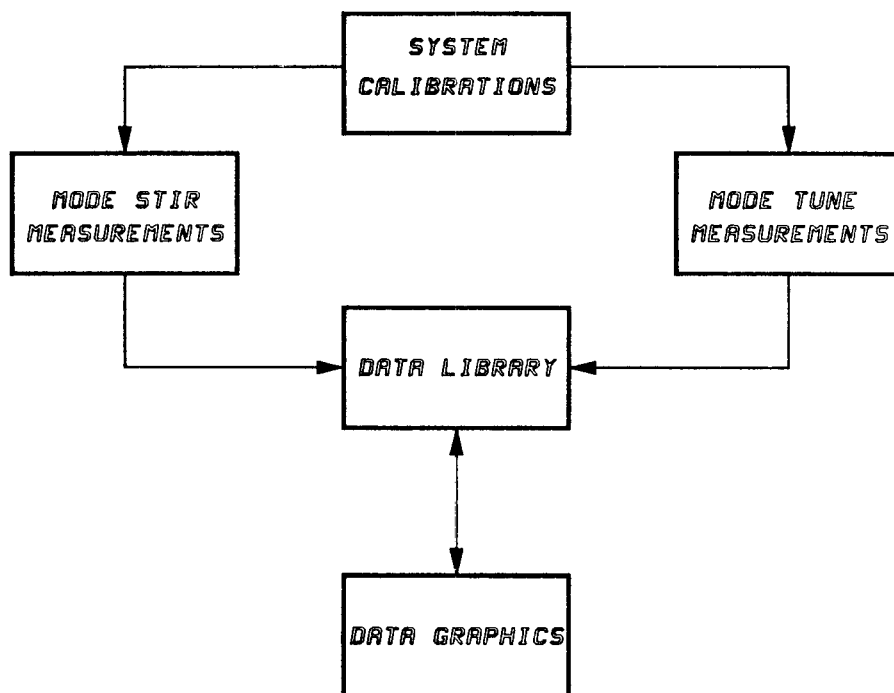 SYSTEM
CALIBRATIONS
MODE STIR
MEASUREMENTS
MODE TUNE
MEASUREMENTS
DATA LIBRARY
DATA GRAPHICS